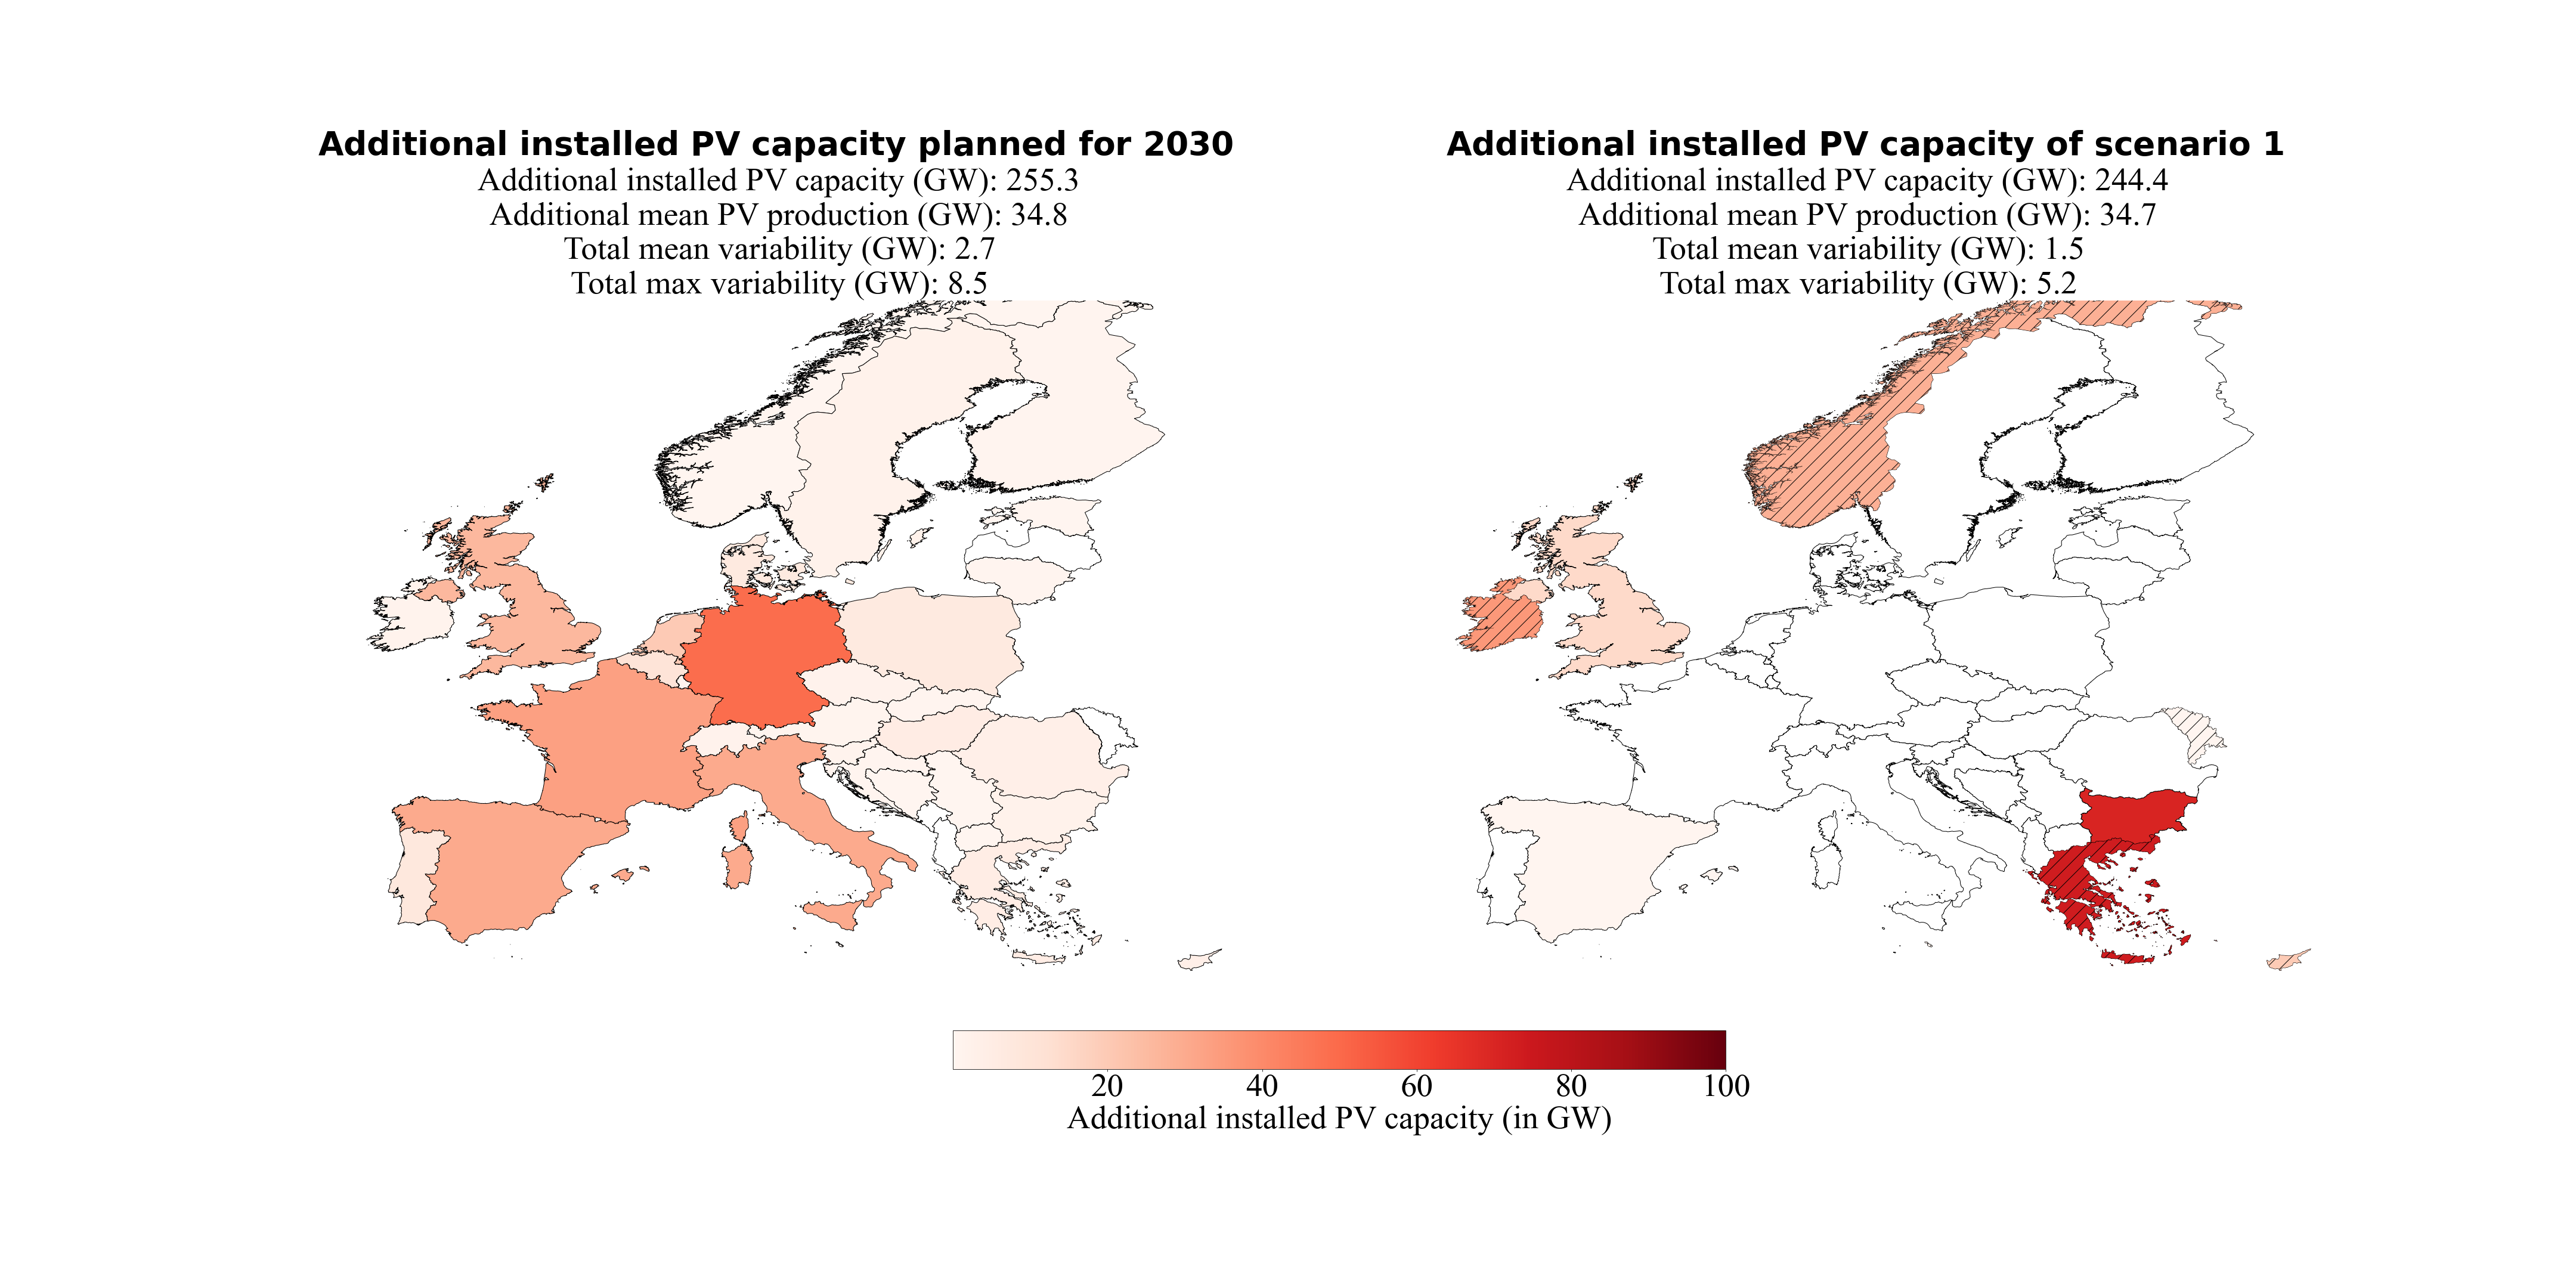 Additional installed PV capacity planned for 2030
Additional installed PV capacity (GW): 255.3
Additional mean PV production (GW): 34.8
Total mean variability (GW): 2.7
Total max variability (GW): 8.5
Additional installed PV capacity of scenario 1
Additional installed PV capacity (GW): 244.4
Additional mean PV production (GW): 34.7
Total mean variability (GW): 1.5
Total max variability (GW): 5.2
20 40 60 80 100
Additional installed PV capacity (in GW)